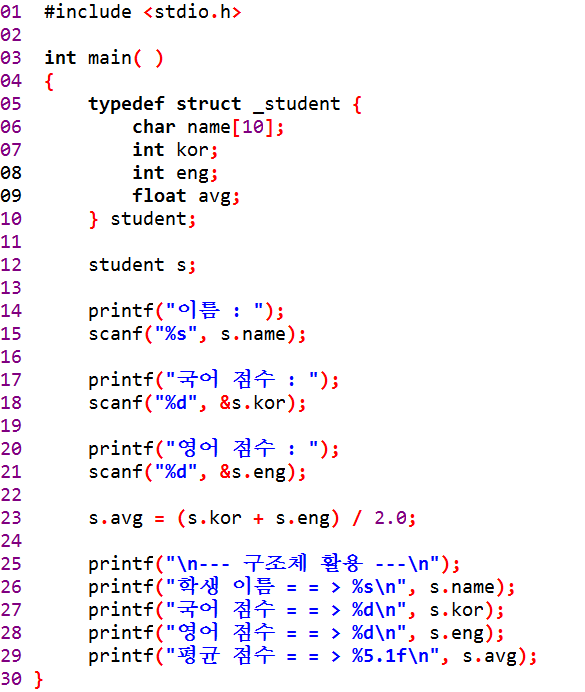 01 #include <stdio.h>
02
03 int main( )
04 {
05 typedef struct _student {
06 char name[10];
07 int kor;
08 int eng;
09 float avg;
10 } student;
11
12 student s;
13
14 printf("이름 : ");
15 scanf("%s", s.name);
16
17 printf("국어 점수 : ");
18 scanf("%d", &s.kor);
19
20 printf("영어 점수 : ");
21 scanf("%d", &s.eng);
22
23 s.avg = (s.kor + s.eng) / 2.0;
24
25 printf("\n--- 구조체 활용 ---\n");
26 printf("학생 이름 = = > %s\n", s.name);
27 printf("국어 점수 = = > %d\n", s.kor);
28 printf("영어 점수 = = > %d\n", s.eng);
29 printf("평균 점수 = = > %5.1f\n", s.avg);
30 }